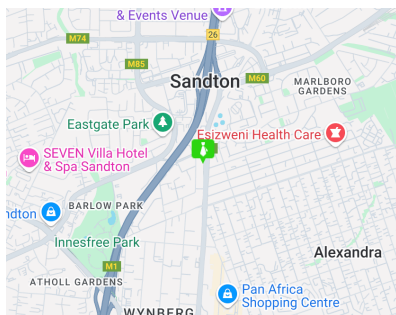 & Events Venue
M74
26
M85
Sandton
M60
MARLBORO
GARDENS
Eastgate Park
Esizweni Health Care
SEVEN Villa Hotel
& Spa Sandton
BARLOW PARK
ndton
Innesfree Park
Alexandra
M1
ATHOLL GARDENS
Pan Africa
Shopping Centre
WYNBERG